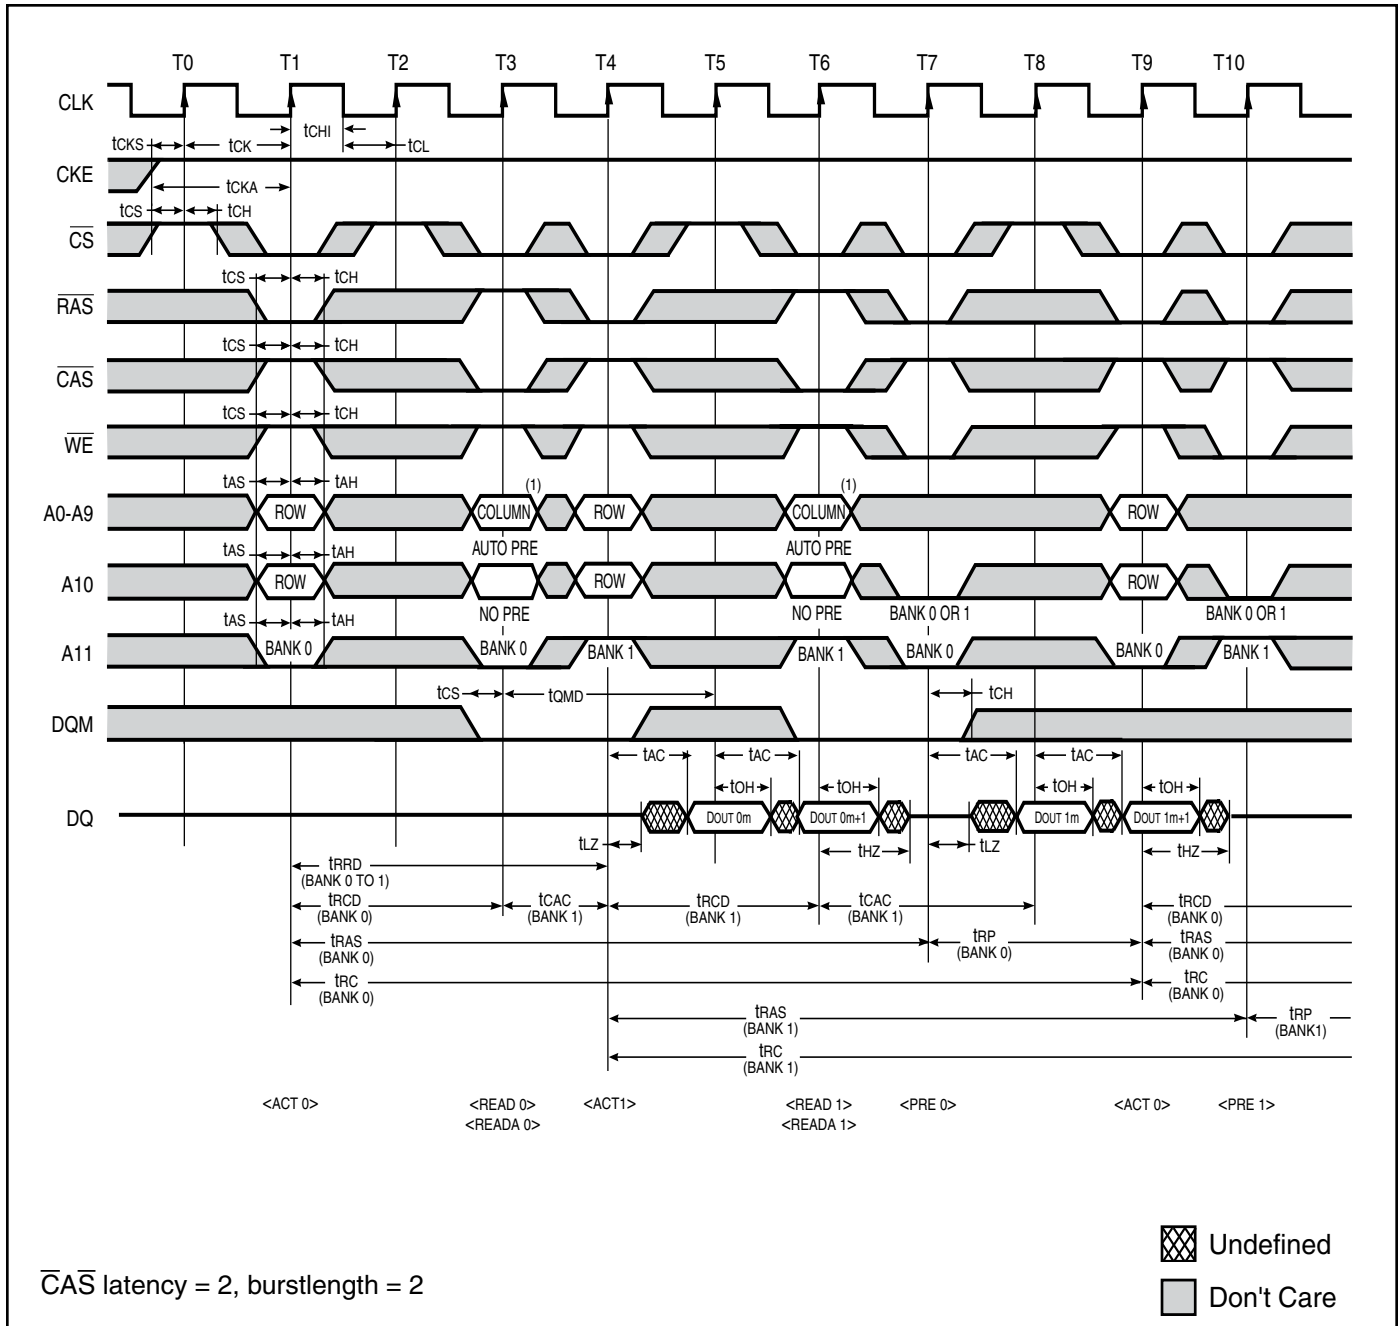 T0 T1 T2 T3 T4 T5 T6 T7 T8 T9 T10
CLK
tCHI
tCKS tCK tCL
CKE
tCKA
tCS tCH
CS
tCS tCH
RAS
tCS tCH
CAS
tCS tCH
WE
tAS tAH (1) (1)
A0-A9 ROW COLUMN ROW COLUMN ROW
tAS tAH AUTO PRE AUTO PRE
A10 ROW ROW ROW
tAS tAH NO PRE NO PRE BANK 0 OR 1 BANK 0 OR 1
A11 BANK 0 BANK 0 BANK 1 BANK 1 BANK 0 BANK 0 BANK 1
tCS tQMD tCH
DQM
tAC tAC tAC tAC
tOH tOH tOH tOH
DQ DOUT 0m DOUT 0m+1 DOUT 1m DOUT 1m+1
tLZ tHZ tLZ tHZ
tRRD
(BANK 0 TO 1)
tRCD tCAC tRCD tCAC tRCD
(BANK 0) (BANK 1) (BANK 1) (BANK 1) (BANK 0)
tRAS tRP tRAS
(BANK 0) (BANK 0) (BANK 0)
tRC tRC
(BANK 0) (BANK 0)
tRAS tRP
(BANK 1) (BANK1)
tRC
(BANK 1)
<ACT 0> <READ 0> <ACT1> <READ 1> <PRE 0> <ACT 0> <PRE 1>
<READA 0> <READA 1>
Undefined
CAS latency = 2, burstlength = 2
Don't Care